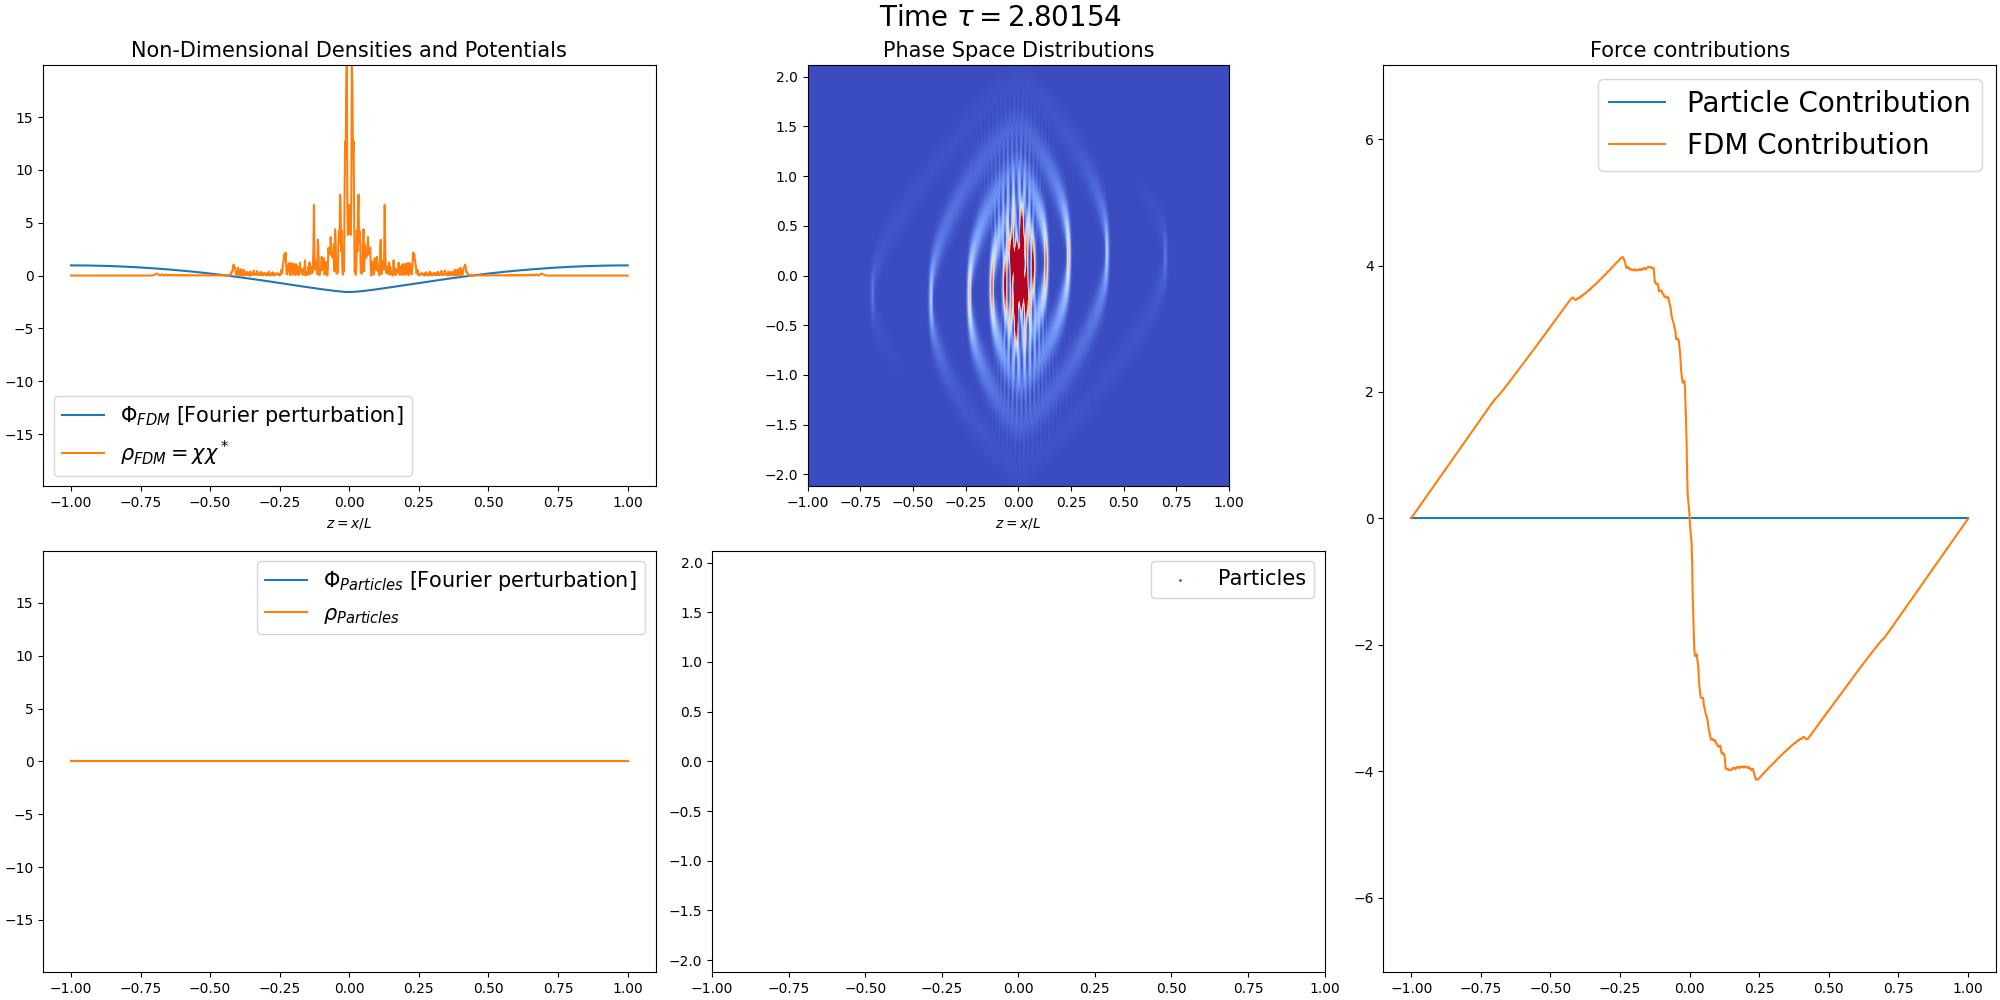 Time τ = 2.80154
Non-Dimensional Densities and Potentials
15
10
5
0
−5
−10
−15
Φ_FDM [Fourier perturbation]
ρ_FDM = χχ*
−1.00 −0.75 −0.50 −0.25 0.00 0.25 0.50 0.75 1.00
z = x/L
Phase Space Distributions
2.0
1.5
1.0
0.5
0.0
−0.5
−1.0
−1.5
−2.0
−1.00 −0.75 −0.50 −0.25 0.00 0.25 0.50 0.75 1.00
z = x/L
Force contributions
Particle Contribution
FDM Contribution
6
4
2
0
−2
−4
−6
−1.00 −0.75 −0.50 −0.25 0.00 0.25 0.50 0.75 1.00
Φ_Particles [Fourier perturbation]
ρ_Particles
15
10
5
0
−5
−10
−15
−1.00 −0.75 −0.50 −0.25 0.00 0.25 0.50 0.75 1.00
Particles
2.0
1.5
1.0
0.5
0.0
−0.5
−1.0
−1.5
−2.0
−1.00 −0.75 −0.50 −0.25 0.00 0.25 0.50 0.75 1.00